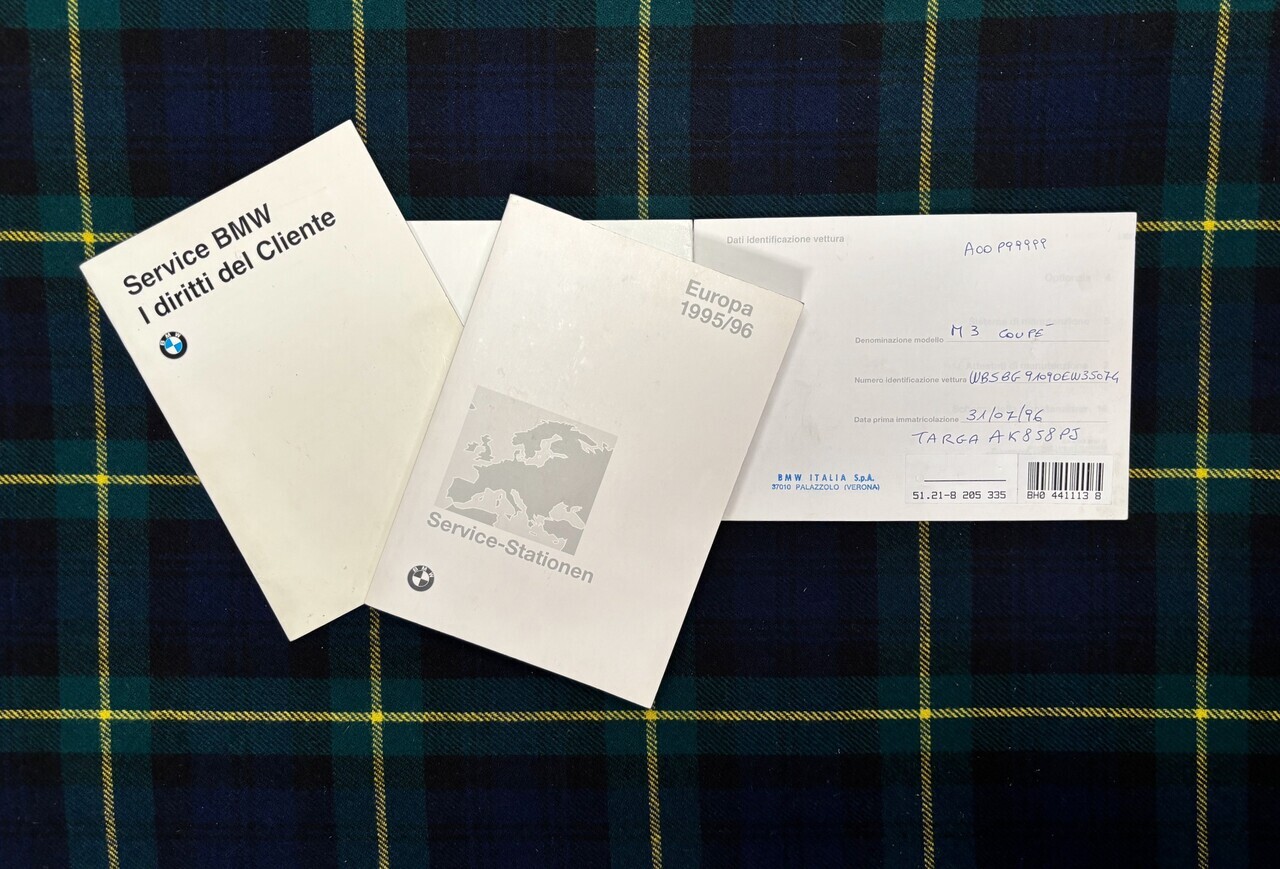 Service BMW
I diritti del Cliente
BMW
Europa
1995/96
Service-Stationen
BMW
Dati identificazione vettura
A00P99999
Denominazione modello M3 COUPÉ
Numero identificazione vettura WBSBG91090EW35074
Data prima immatricolazione 31/07/96
TARGA AK858PJ
BMW ITALIA S.p.A.
37010 PALAZZOLO (VERONA)
51.21-8 205 335
BH0 441113 8